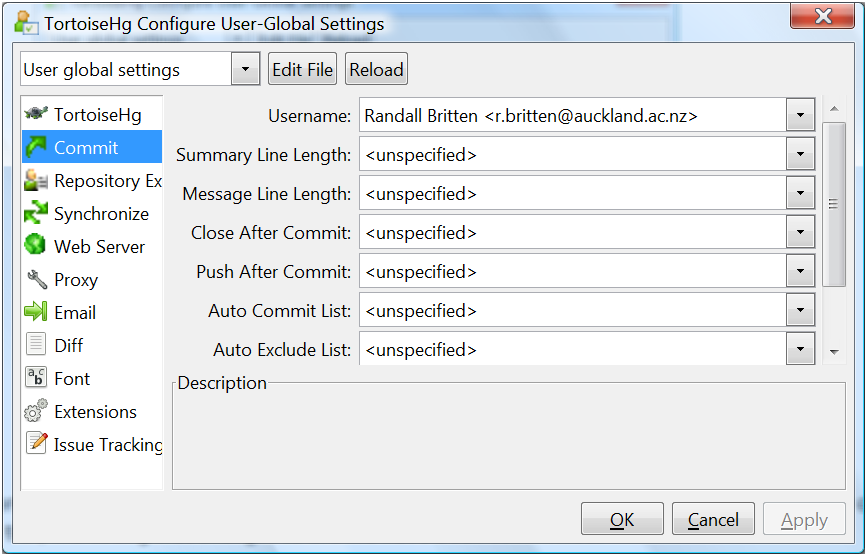 TortoiseHg Configure User-Global Settings
User global settings
Edit File
Reload
TortoiseHg
Commit
Repository Ex
Synchronize
Web Server
Proxy
Email
Diff
Font
Extensions
Issue Tracking
Username: Randall Britten <r.britten@auckland.ac.nz>
Summary Line Length: <unspecified>
Message Line Length: <unspecified>
Close After Commit: <unspecified>
Push After Commit: <unspecified>
Auto Commit List: <unspecified>
Auto Exclude List: <unspecified>
Description
OK
Cancel
Apply